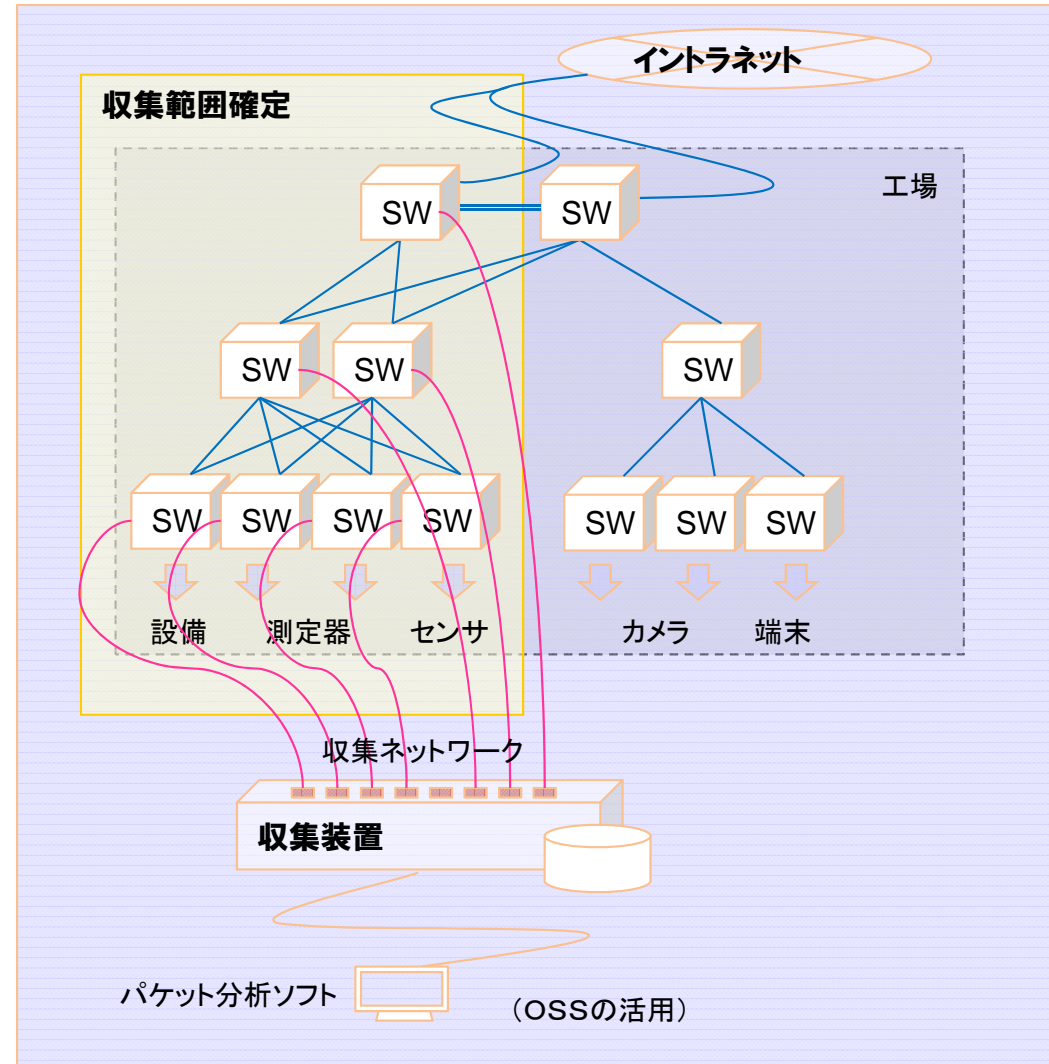 イントラネット
収集範囲確定
工場
SW SW
SW SW SW
SW SW SW SW SW SW SW
設備 測定器 センサ カメラ 端末
収集ネットワーク
収集装置
パケット分析ソフト
（OSSの活用）